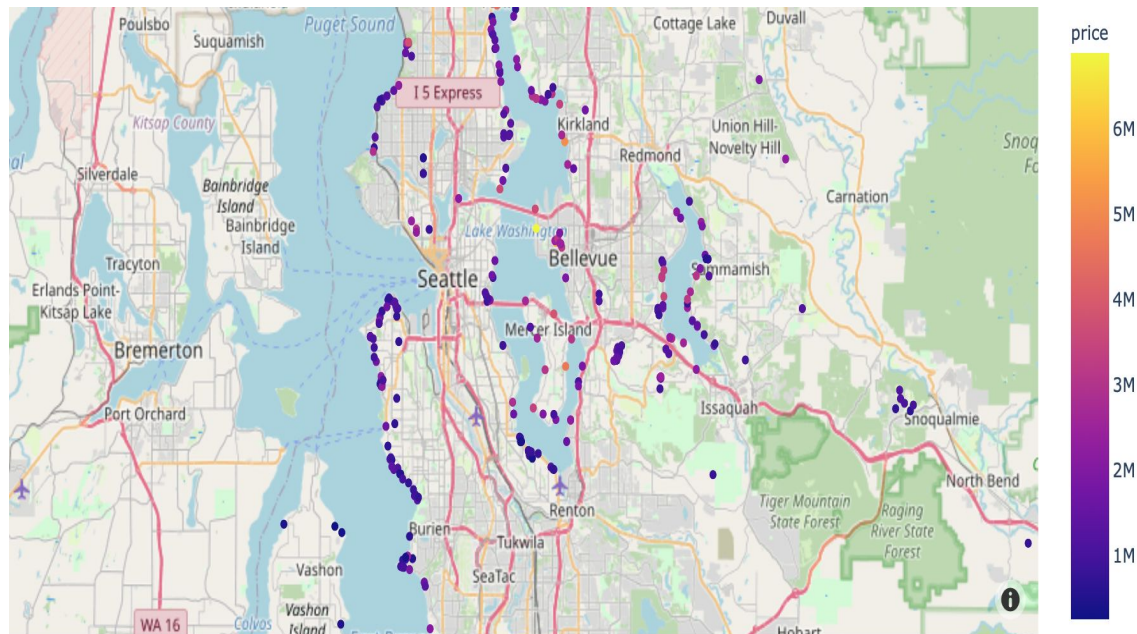 Poulsbo
Puget Sound
Cottage Lake
Duvall
price
Suquamish
I 5 Express
Kitsap County
Kirkland
Union Hill-
Novelty Hill
6M
Silverdale
Redmond
Bainbridge
Island
Bainbridge
Island
Carnation
5M
Lake Washington
Tracyton
Seattle
Bellevue
Sammamish
Erlands Point-
Kitsap Lake
4M
Mercer Island
Bremerton
3M
Port Orchard
Issaquah
Snoqualmie
2M
North Bend
Tiger Mountain
State Forest
Raging
River State
Forest
Renton
Burien
Tukwila
1M
Vashon
SeaTac
Vashon
Island
WA 16
Colvos
Hobart